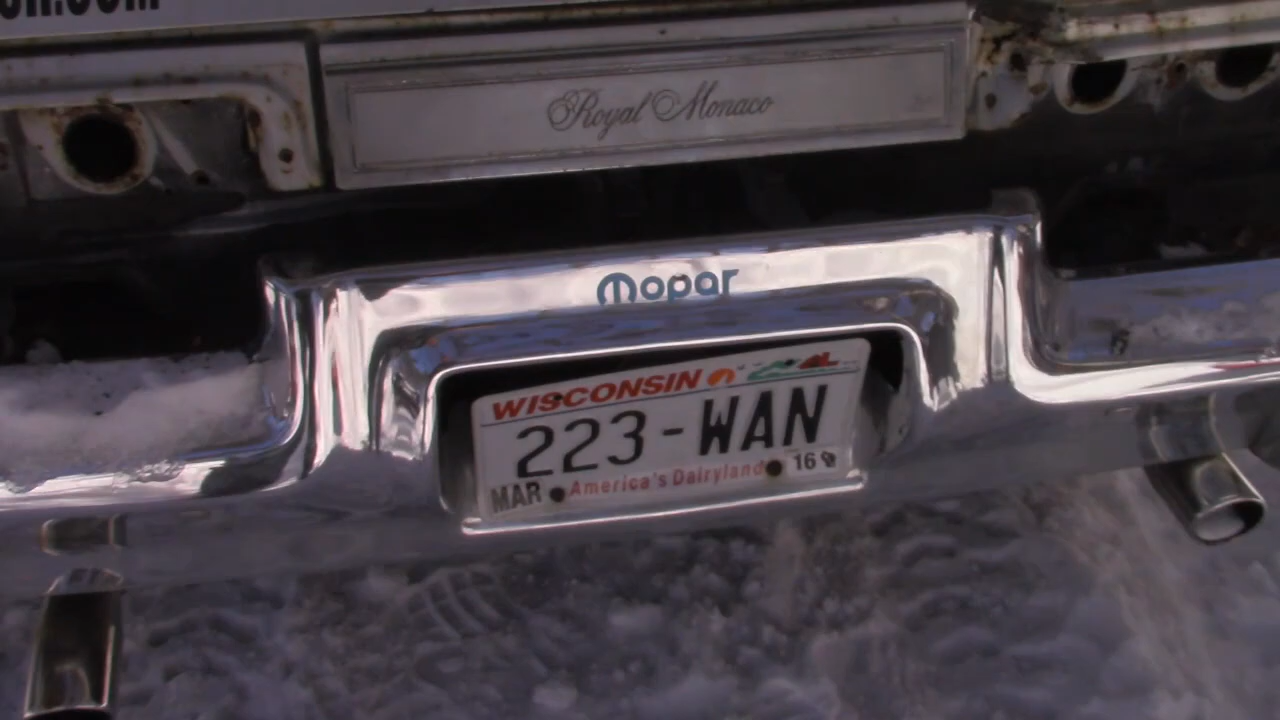 Royal Monaco
Mopar
WISCONSIN
223-WAN
MAR America's Dairyland 16